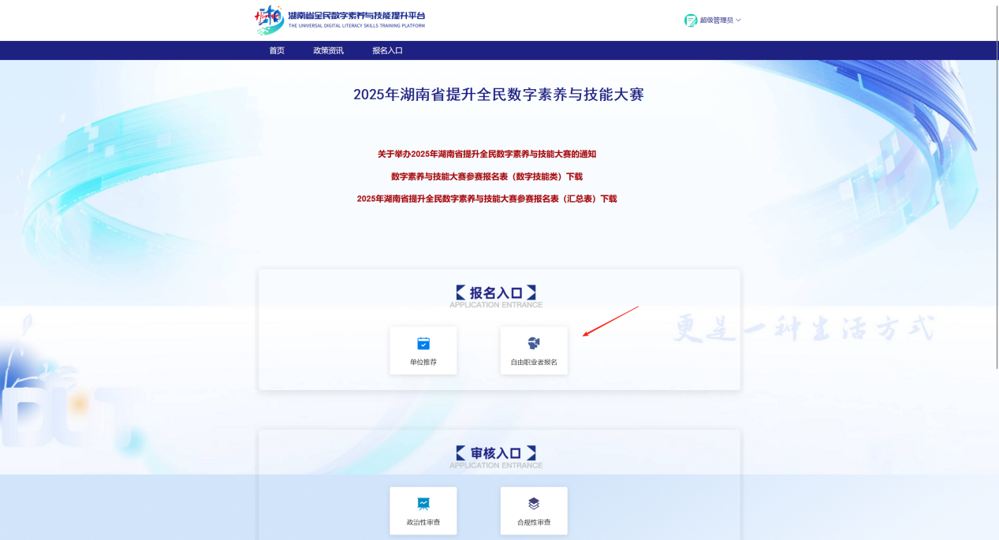 湖南省全民数字素养与技能提升平台
THE UNIVERSAL DIGITAL LITERACY SKILLS TRAINING PLATFORM
超级管理员
首页 政策资讯 报名入口
2025年湖南省提升全民数字素养与技能大赛
关于举办2025年湖南省提升全民数字素养与技能大赛的通知
数字素养与技能大赛参赛报名表（数字技能类）下载
2025年湖南省提升全民数字素养与技能大赛参赛报名表（汇总表）下载
【报名入口】
APPLICATION ENTRANCE
更是一种生活方式
单位推荐 自由职业者报名
【审核入口】
APPLICATION ENTRANCE
政治性审查 合规性审查